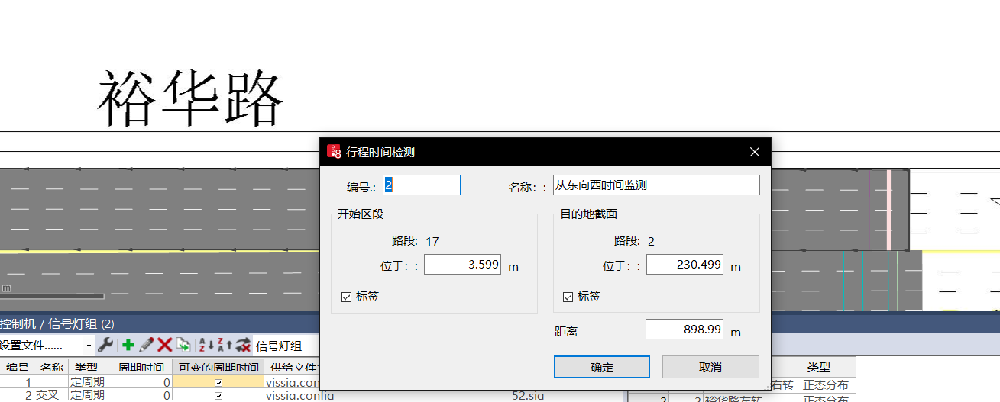 裕华路
行程时间检测
编号.: 2
名称：: 从东向西时间监测
开始区段
目的地截面
路段: 17
路段: 2
位于：: 3.599 m
位于：: 230.499 m
标签
标签
距离 898.99 m
确定
取消
m
控制机 / 信号灯组 (2)
设置文件......
信号灯组
编号 名称 类型 周期时间 可变的周期时间 供给文件
类型
1 定周期 0 vissig.con
右转 正态分布
2 交叉 定周期 0 vissig.config 52.sig
2 2 裕华路左转 正态分布